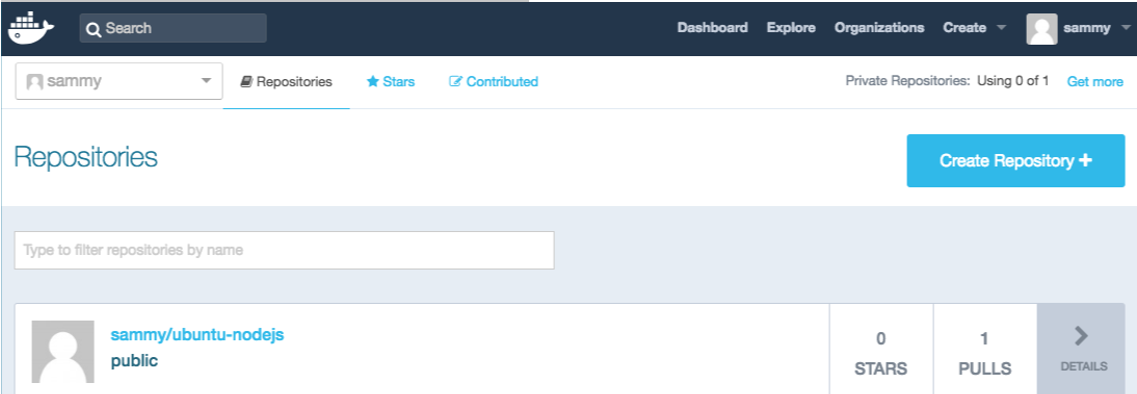 Search Dashboard Explore Organizations Create sammy
sammy Repositories Stars Contributed Private Repositories: Using 0 of 1 Get more
Repositories Create Repository
Type to filter repositories by name
sammy/ubuntu-nodejs 0 1
public STARS PULLS DETAILS